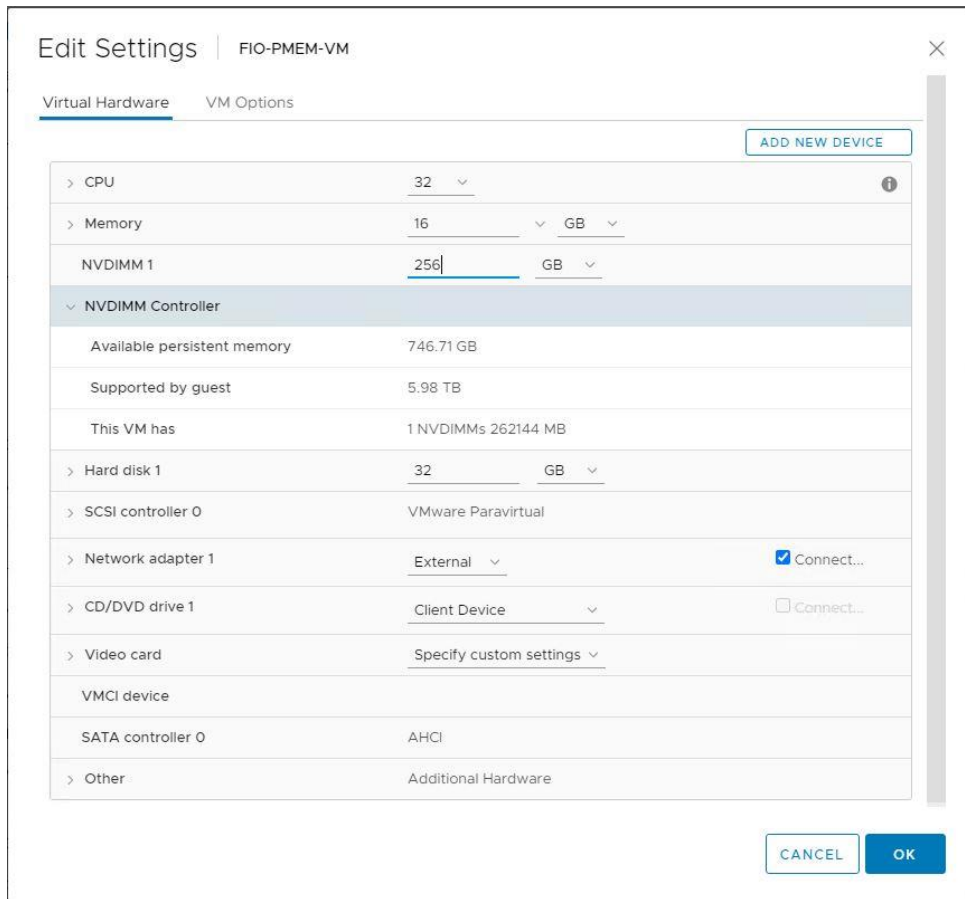 Edit Settings FIO-PMEM-VM
Virtual Hardware VM Options
ADD NEW DEVICE
CPU 32
Memory 16 GB
NVDIMM 1 256 GB
NVDIMM Controller
Available persistent memory 746.71 GB
Supported by guest 5.98 TB
This VM has 1 NVDIMMs 262144 MB
Hard disk 1 32 GB
SCSI controller 0 VMware Paravirtual
Network adapter 1 External Connect...
CD/DVD drive 1 Client Device Connect...
Video card Specify custom settings
VMCI device
SATA controller 0 AHCI
Other Additional Hardware
CANCEL OK